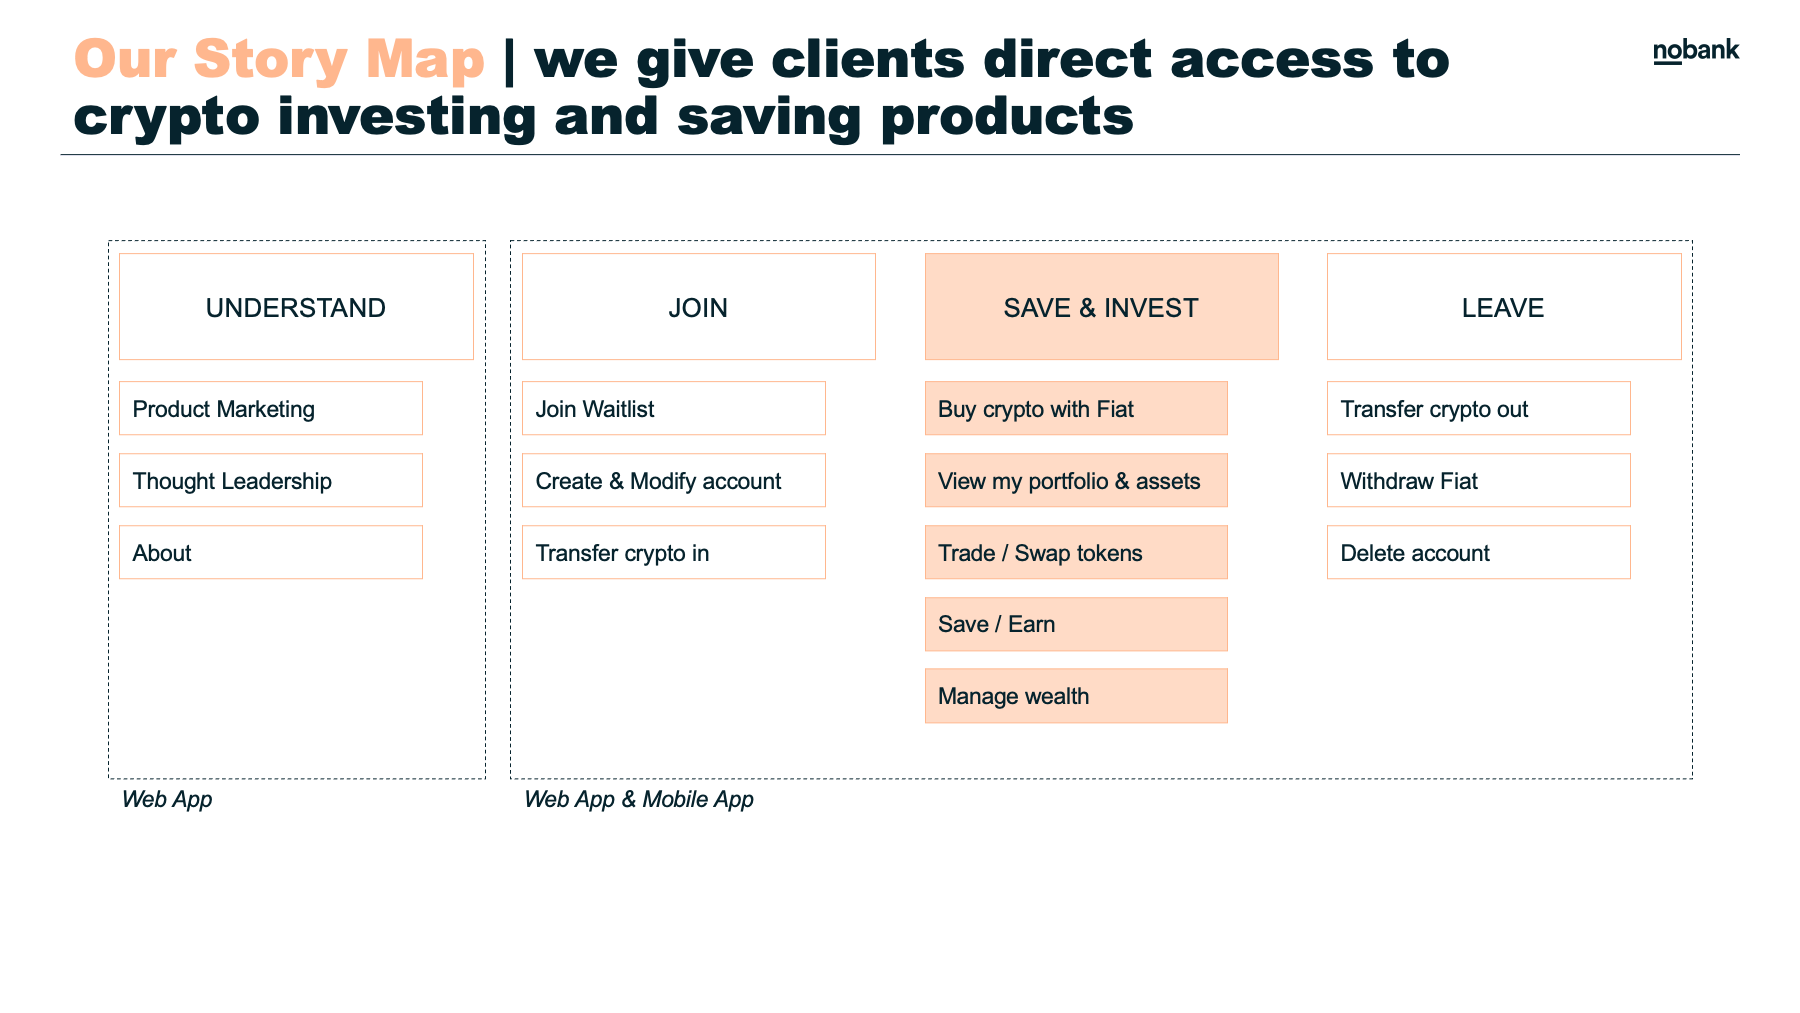 Our Story Map | we give clients direct access to
crypto investing and saving products
nobank
UNDERSTAND
Product Marketing
Thought Leadership
About
Web App
JOIN
Join Waitlist
Create & Modify account
Transfer crypto in
SAVE & INVEST
Buy crypto with Fiat
View my portfolio & assets
Trade / Swap tokens
Save / Earn
Manage wealth
LEAVE
Transfer crypto out
Withdraw Fiat
Delete account
Web App & Mobile App